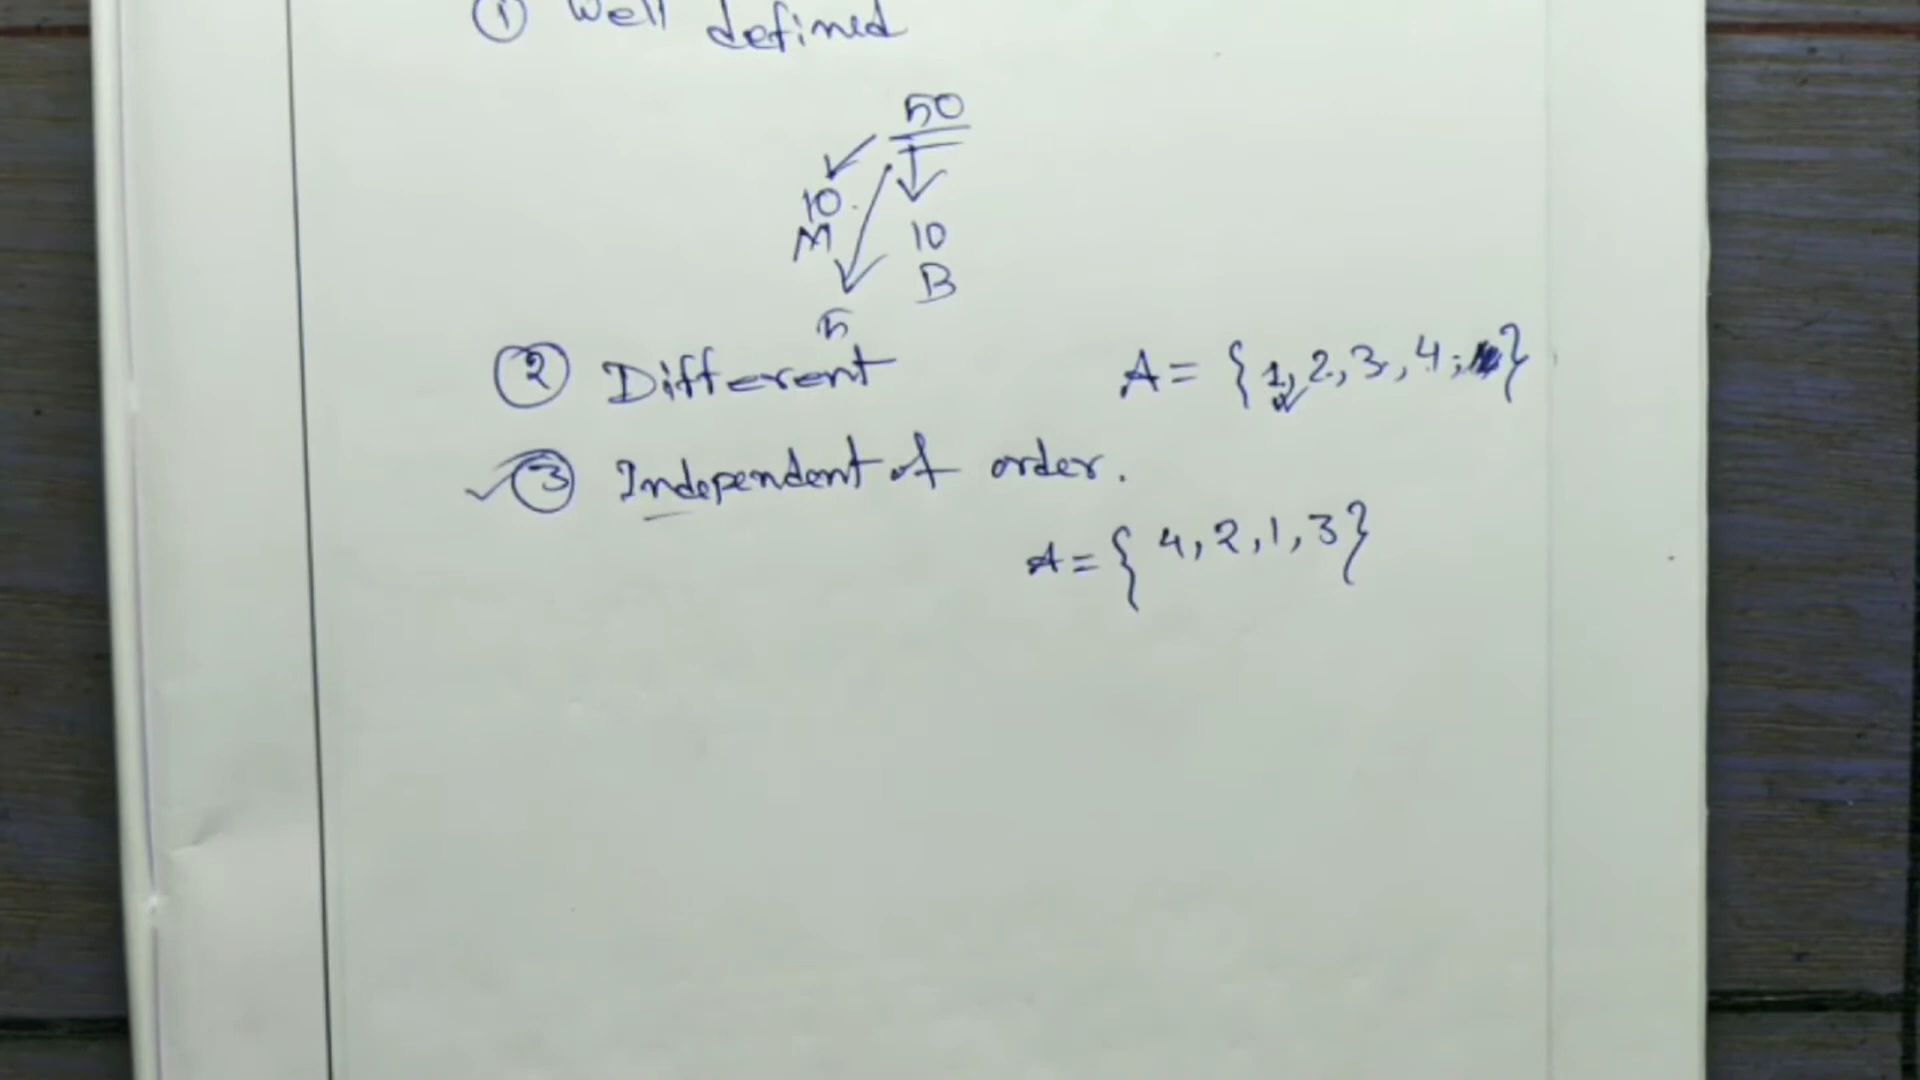 ① Well defined
50
10
M
10
B
5
② Different A = {1, 2, 3, 4, }
③ Independent of order.
A = { 4, 2, 1, 3}